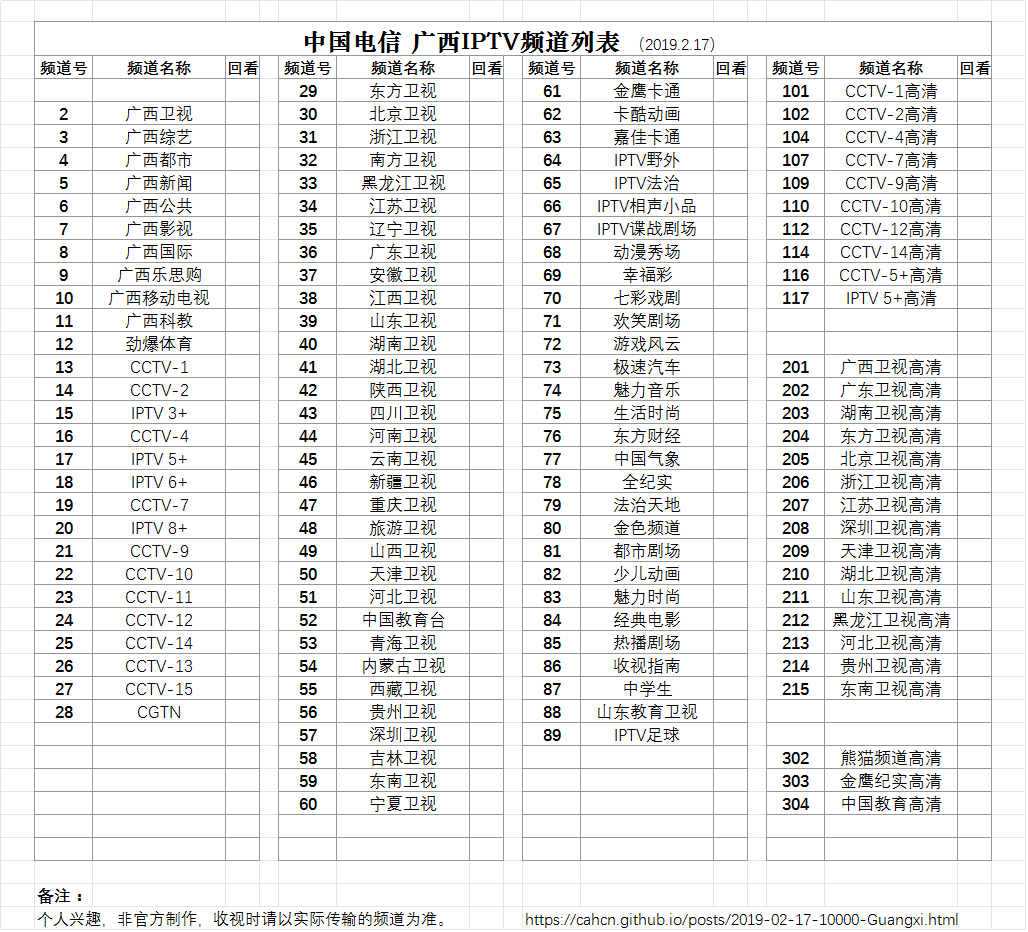 中国电信 广西IPTV频道列表 （2019.2.17）
频道号 频道名称 回看 频道号 频道名称 回看 频道号 频道名称 回看 频道号 频道名称 回看
29 东方卫视 61 金鹰卡通 101 CCTV-1高清
2 广西卫视 30 北京卫视 62 卡酷动画 102 CCTV-2高清
3 广西综艺 31 浙江卫视 63 嘉佳卡通 104 CCTV-4高清
4 广西都市 32 南方卫视 64 IPTV野外 107 CCTV-7高清
5 广西新闻 33 黑龙江卫视 65 IPTV法治 109 CCTV-9高清
6 广西公共 34 江苏卫视 66 IPTV相声小品 110 CCTV-10高清
7 广西影视 35 辽宁卫视 67 IPTV谍战剧场 112 CCTV-12高清
8 广西国际 36 广东卫视 68 动漫秀场 114 CCTV-14高清
9 广西乐思购 37 安徽卫视 69 幸福彩 116 CCTV-5+高清
10 广西移动电视 38 江西卫视 70 七彩戏剧 117 IPTV 5+高清
11 广西科教 39 山东卫视 71 欢笑剧场
12 劲爆体育 40 湖南卫视 72 游戏风云
13 CCTV-1 41 湖北卫视 73 极速汽车 201 广西卫视高清
14 CCTV-2 42 陕西卫视 74 魅力音乐 202 广东卫视高清
15 IPTV 3+ 43 四川卫视 75 生活时尚 203 湖南卫视高清
16 CCTV-4 44 河南卫视 76 东方财经 204 东方卫视高清
17 IPTV 5+ 45 云南卫视 77 中国气象 205 北京卫视高清
18 IPTV 6+ 46 新疆卫视 78 全纪实 206 浙江卫视高清
19 CCTV-7 47 重庆卫视 79 法治天地 207 江苏卫视高清
20 IPTV 8+ 48 旅游卫视 80 金色频道 208 深圳卫视高清
21 CCTV-9 49 山西卫视 81 都市剧场 209 天津卫视高清
22 CCTV-10 50 天津卫视 82 少儿动画 210 湖北卫视高清
23 CCTV-11 51 河北卫视 83 魅力时尚 211 山东卫视高清
24 CCTV-12 52 中国教育台 84 经典电影 212 黑龙江卫视高清
25 CCTV-14 53 青海卫视 85 热播剧场 213 河北卫视高清
26 CCTV-13 54 内蒙古卫视 86 收视指南 214 贵州卫视高清
27 CCTV-15 55 西藏卫视 87 中学生 215 东南卫视高清
28 CGTN 56 贵州卫视 88 山东教育卫视
57 深圳卫视 89 IPTV足球
58 吉林卫视 302 熊猫频道高清
59 东南卫视 303 金鹰纪实高清
60 宁夏卫视 304 中国教育高清
备注：
个人兴趣，非官方制作，收视时请以实际传输的频道为准。 https://cahcn.github.io/posts/2019-02-17-10000-Guangxi.html